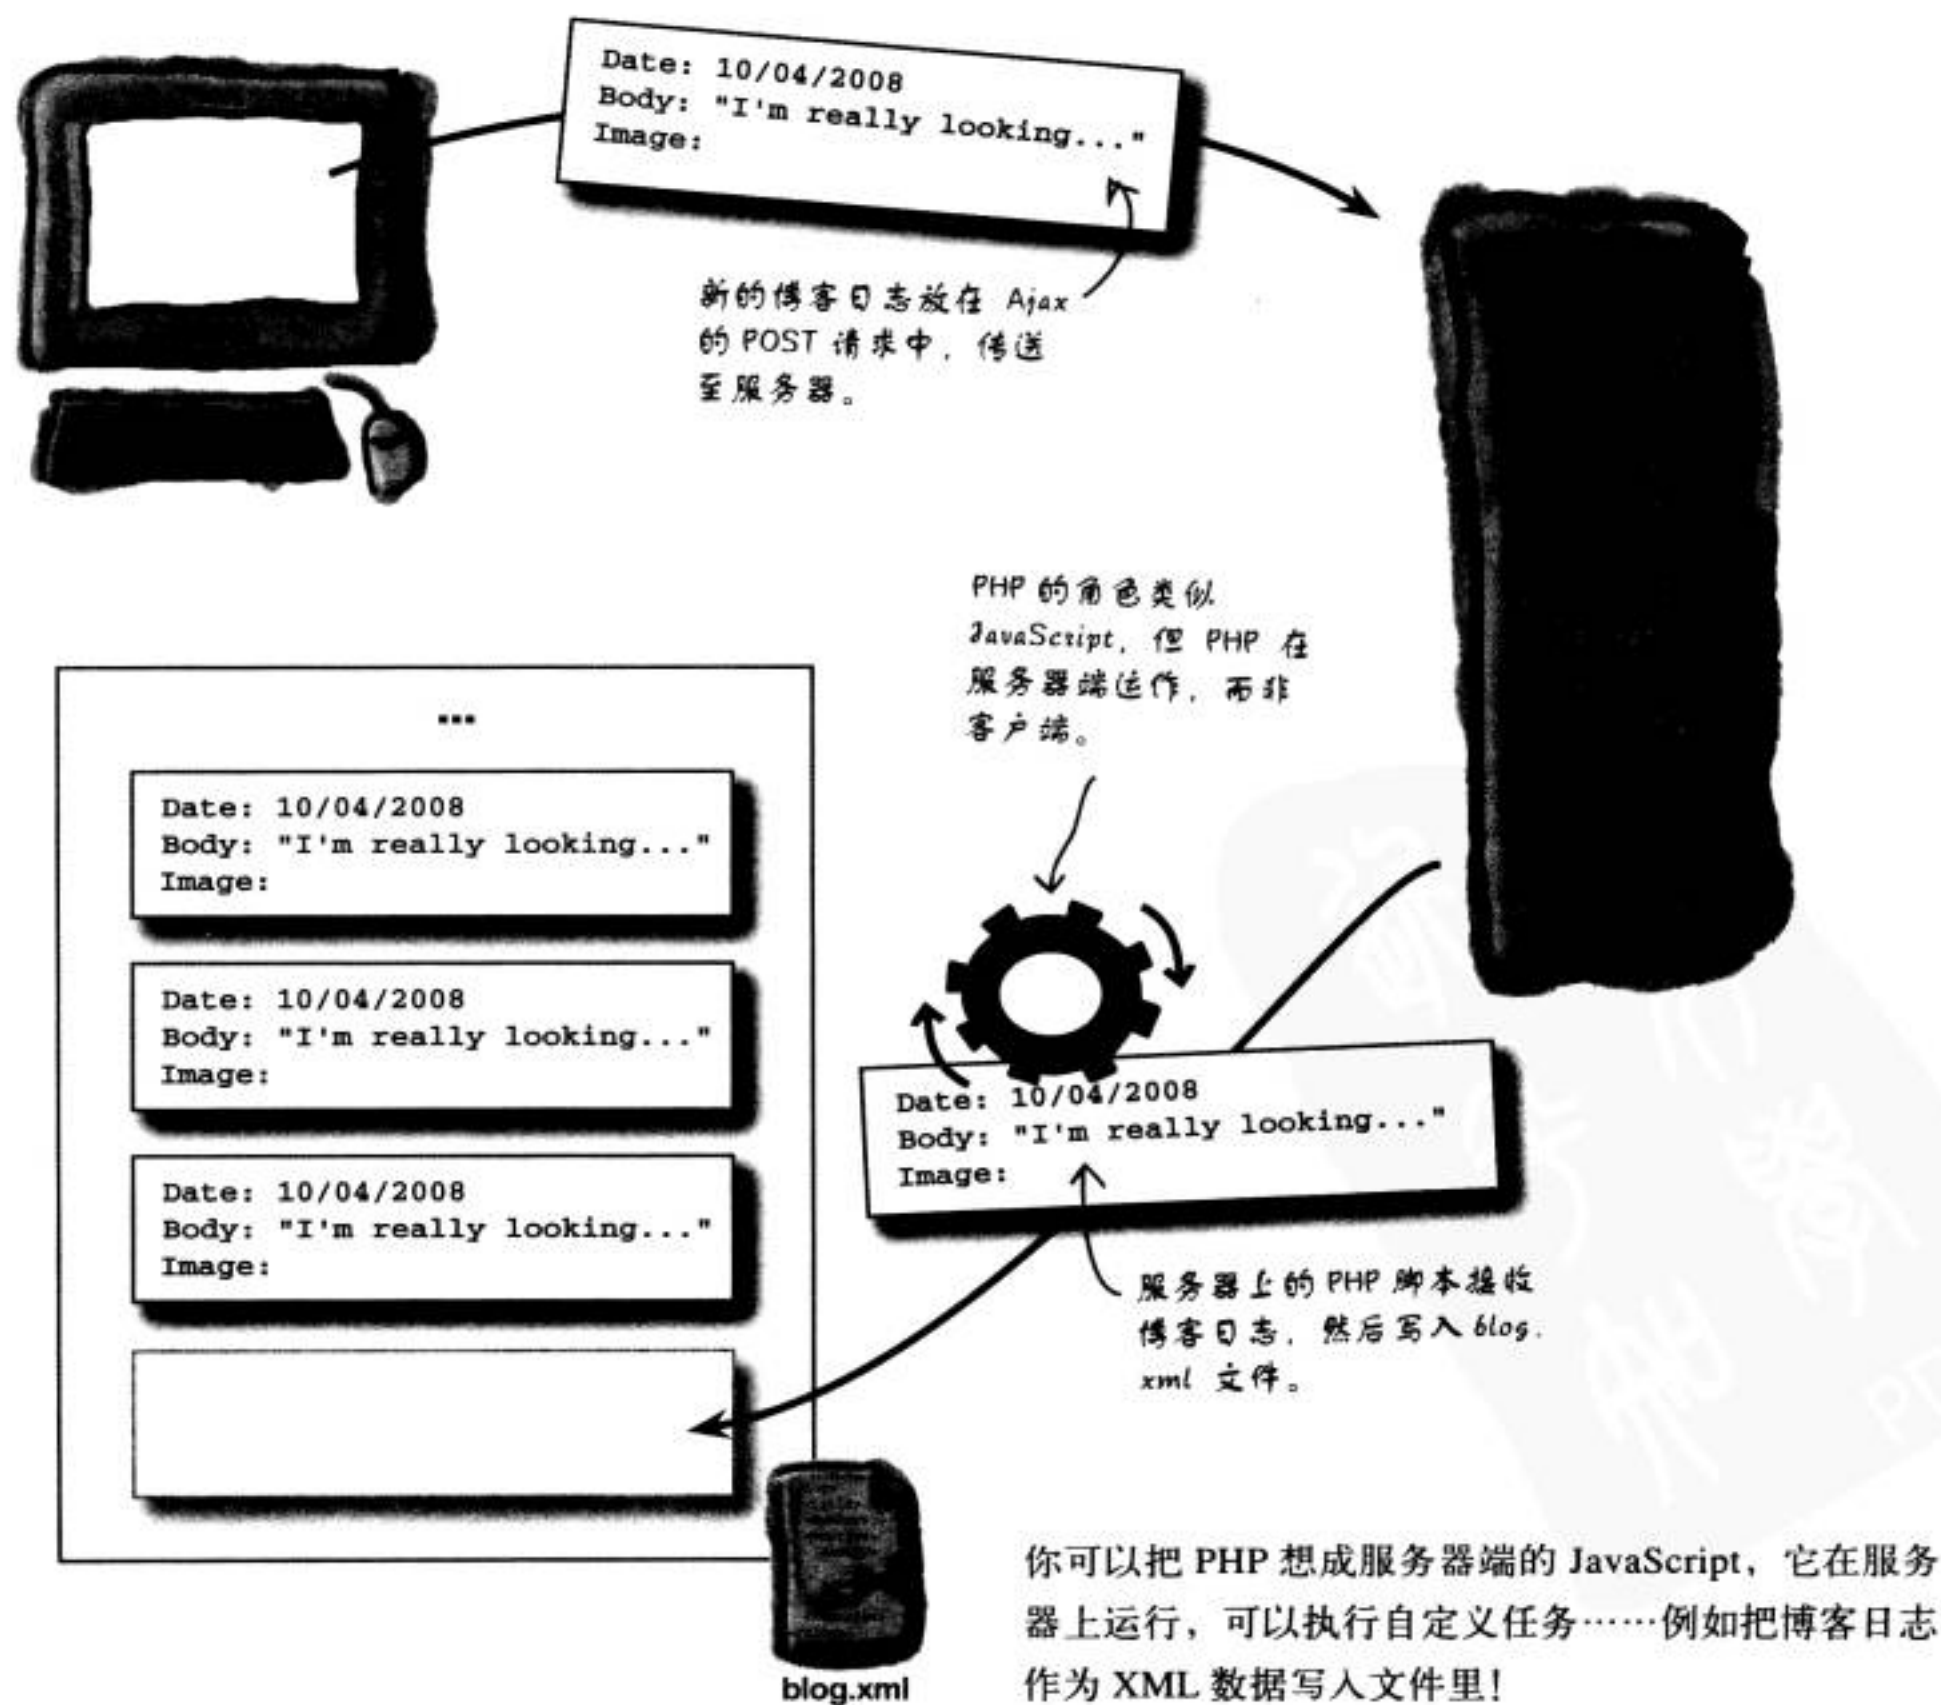 Date: 10/04/2008
Body: "I'm really looking..."
Image:
新的博客日志放在 Ajax
的 POST 请求中，传送
至服务器。
PHP 的角色类似
JavaScript，但 PHP 在
服务器端运作，而非
客户端。
...
Date: 10/04/2008
Body: "I'm really looking..."
Image:
Date: 10/04/2008
Body: "I'm really looking..."
Image:
Date: 10/04/2008
Body: "I'm really looking..."
Image:
Date: 10/04/2008
Body: "I'm really looking..."
Image:
服务器上的 PHP 脚本接收
博客日志，然后写入 blog.
xml 文件。
blog.xml
你可以把 PHP 想成服务器端的 JavaScript，它在服务
器上运行，可以执行自定义任务……例如把博客日志
作为 XML 数据写入文件里！